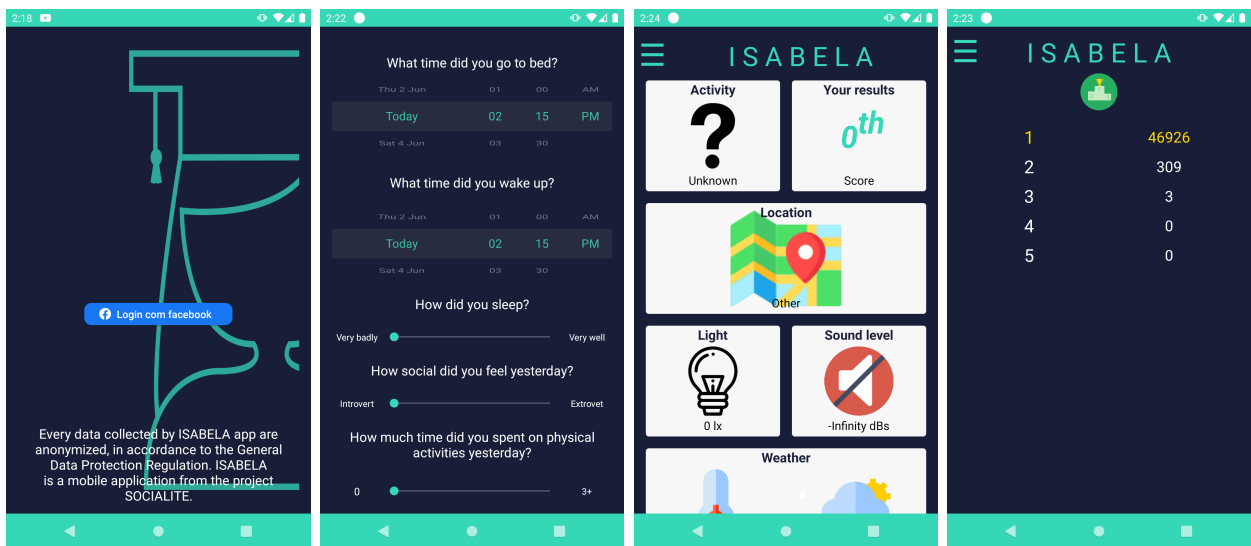 2:18
Login com facebook
Every data collected by ISABELA app are
anonymized, in accordance to the General
Data Protection Regulation. ISABELA
is a mobile application from the project
SOCIALITE.
2:22
What time did you go to bed?
Thu 2 Jun 01 00 AM
Today 02 15 PM
Sat 4 Jun 03 30
What time did you wake up?
Thu 2 Jun 01 00 AM
Today 02 15 PM
Sat 4 Jun 03 30
How did you sleep?
Very badly Very well
How social did you feel yesterday?
Introvert Extrovet
How much time did you spent on physical
activities yesterday?
0 3+
2:24
ISABELA
Activity
?
Unknown
Your results
0th
Score
Location
Other
Light
0 lx
Sound level
-Infinity dBs
Weather
2:23
ISABELA
1 46926
2 309
3 3
4 0
5 0